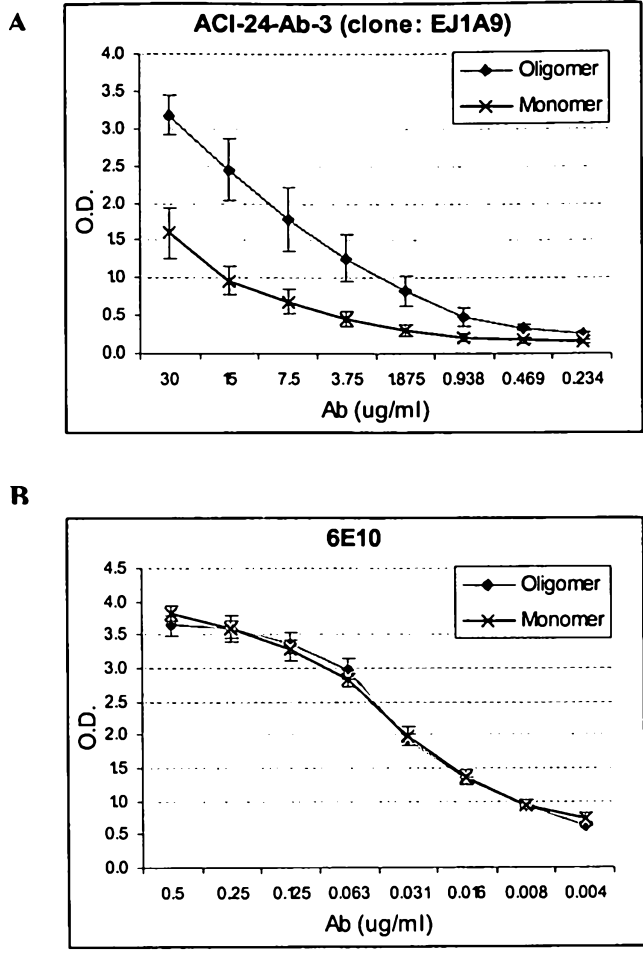 A
ACI-24-Ab-3 (clone: EJ1A9)
Oligomer
Monomer
O.D.
4.0
3.5
3.0
2.5
2.0
1.5
1.0
0.5
0.0
30 15 7.5 3.75 1.875 0.938 0.469 0.234
Ab (ug/ml)
B
6E10
Oligomer
Monomer
O.D.
4.5
4.0
3.5
3.0
2.5
2.0
1.5
1.0
0.5
0.0
0.5 0.25 0.125 0.063 0.031 0.016 0.008 0.004
Ab (ug/ml)